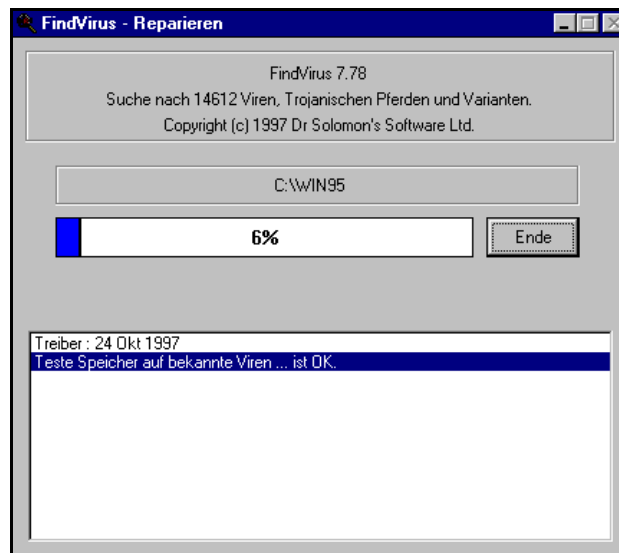 FindVirus - Reparieren
FindVirus 7.78
Suche nach 14612 Viren, Trojanischen Pferden und Varianten.
Copyright (c) 1997 Dr Solomon's Software Ltd.
C:\WIN95
6%
Ende
Treiber : 24 Okt 1997
Teste Speicher auf bekannte Viren ... ist OK.